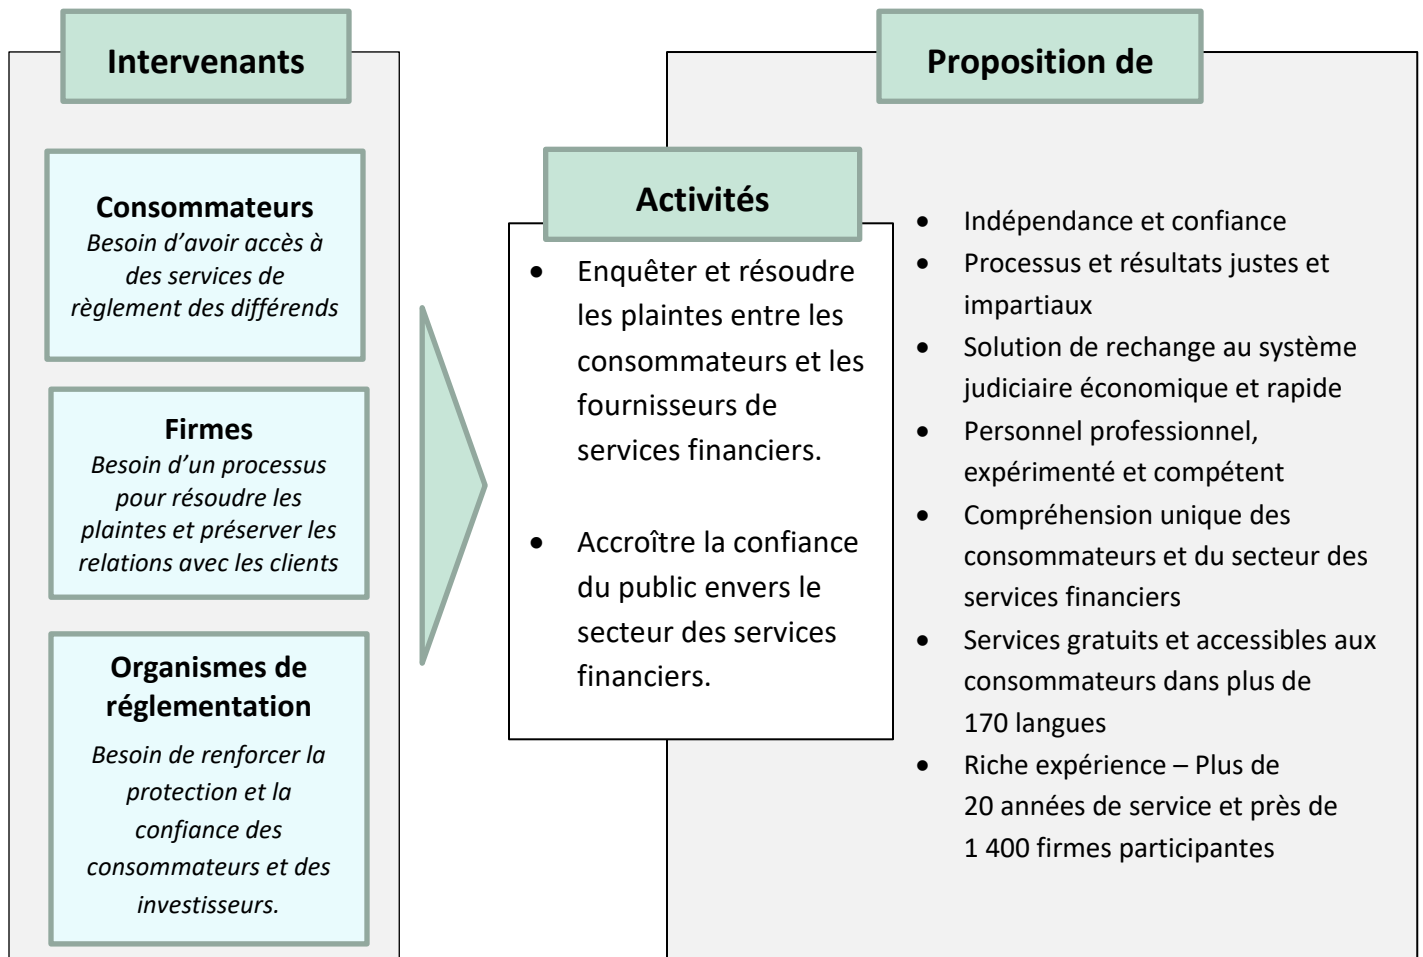 Intervenants
Consommateurs
Besoin d’avoir accès à
des services de
règlement des différends
Firmes
Besoin d’un processus
pour résoudre les
plaintes et préserver les
relations avec les clients
Organismes de
réglementation
Besoin de renforcer la
protection et la
confiance des
consommateurs et des
investisseurs.
Activités
• Enquêter et résoudre
les plaintes entre les
consommateurs et les
fournisseurs de
services financiers.
• Accroître la confiance
du public envers le
secteur des services
financiers.
Proposition de
• Indépendance et confiance
• Processus et résultats justes et
impartiaux
• Solution de rechange au système
judiciaire économique et rapide
• Personnel professionnel,
expérimenté et compétent
• Compréhension unique des
consommateurs et du secteur des
services financiers
• Services gratuits et accessibles aux
consommateurs dans plus de
170 langues
• Riche expérience – Plus de
20 années de service et près de
1 400 firmes participantes